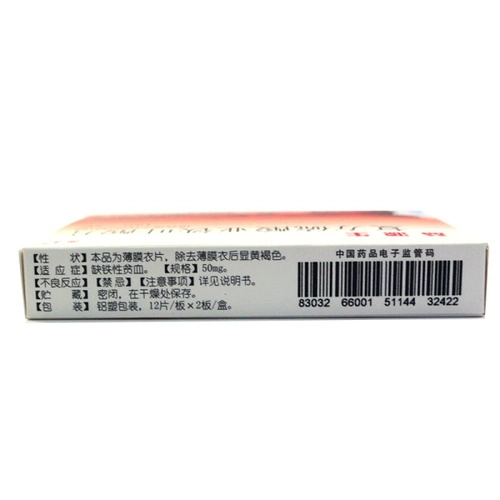 【性 状】本品为薄膜衣片，除去薄膜衣后显黄褐色。
【适 应 症】缺铁性贫血。【规格】50mg。
【不良反应】【禁忌】【注意事项】详见说明书。
【贮 藏】密闭，在干燥处保存。
【包 装】铝塑包装，12片/板×2板/盒。
中国药品电子监管码
83032 66001 51144 32422